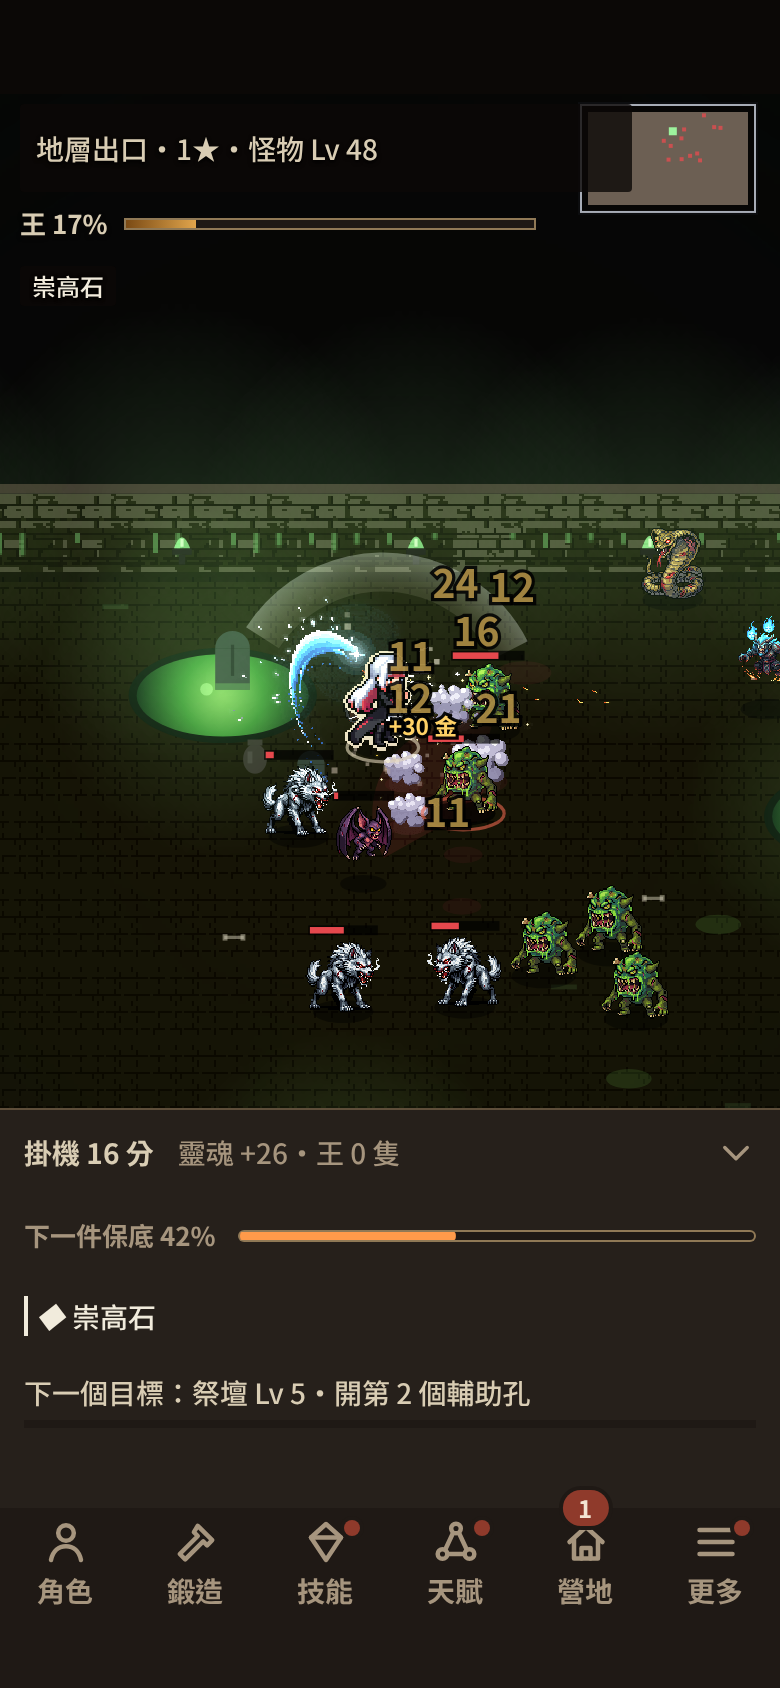 地層出口・1★・怪物 Lv 48
王 17%
崇高石
24 12
16
11
12
21
+30 金
11
掛機 16 分 靈魂 +26・王 0 隻
下一件保底 42%
◆ 崇高石
下一個目標：祭壇 Lv 5・開第 2 個輔助孔
1
角色 鍛造 技能 天賦 營地 更多